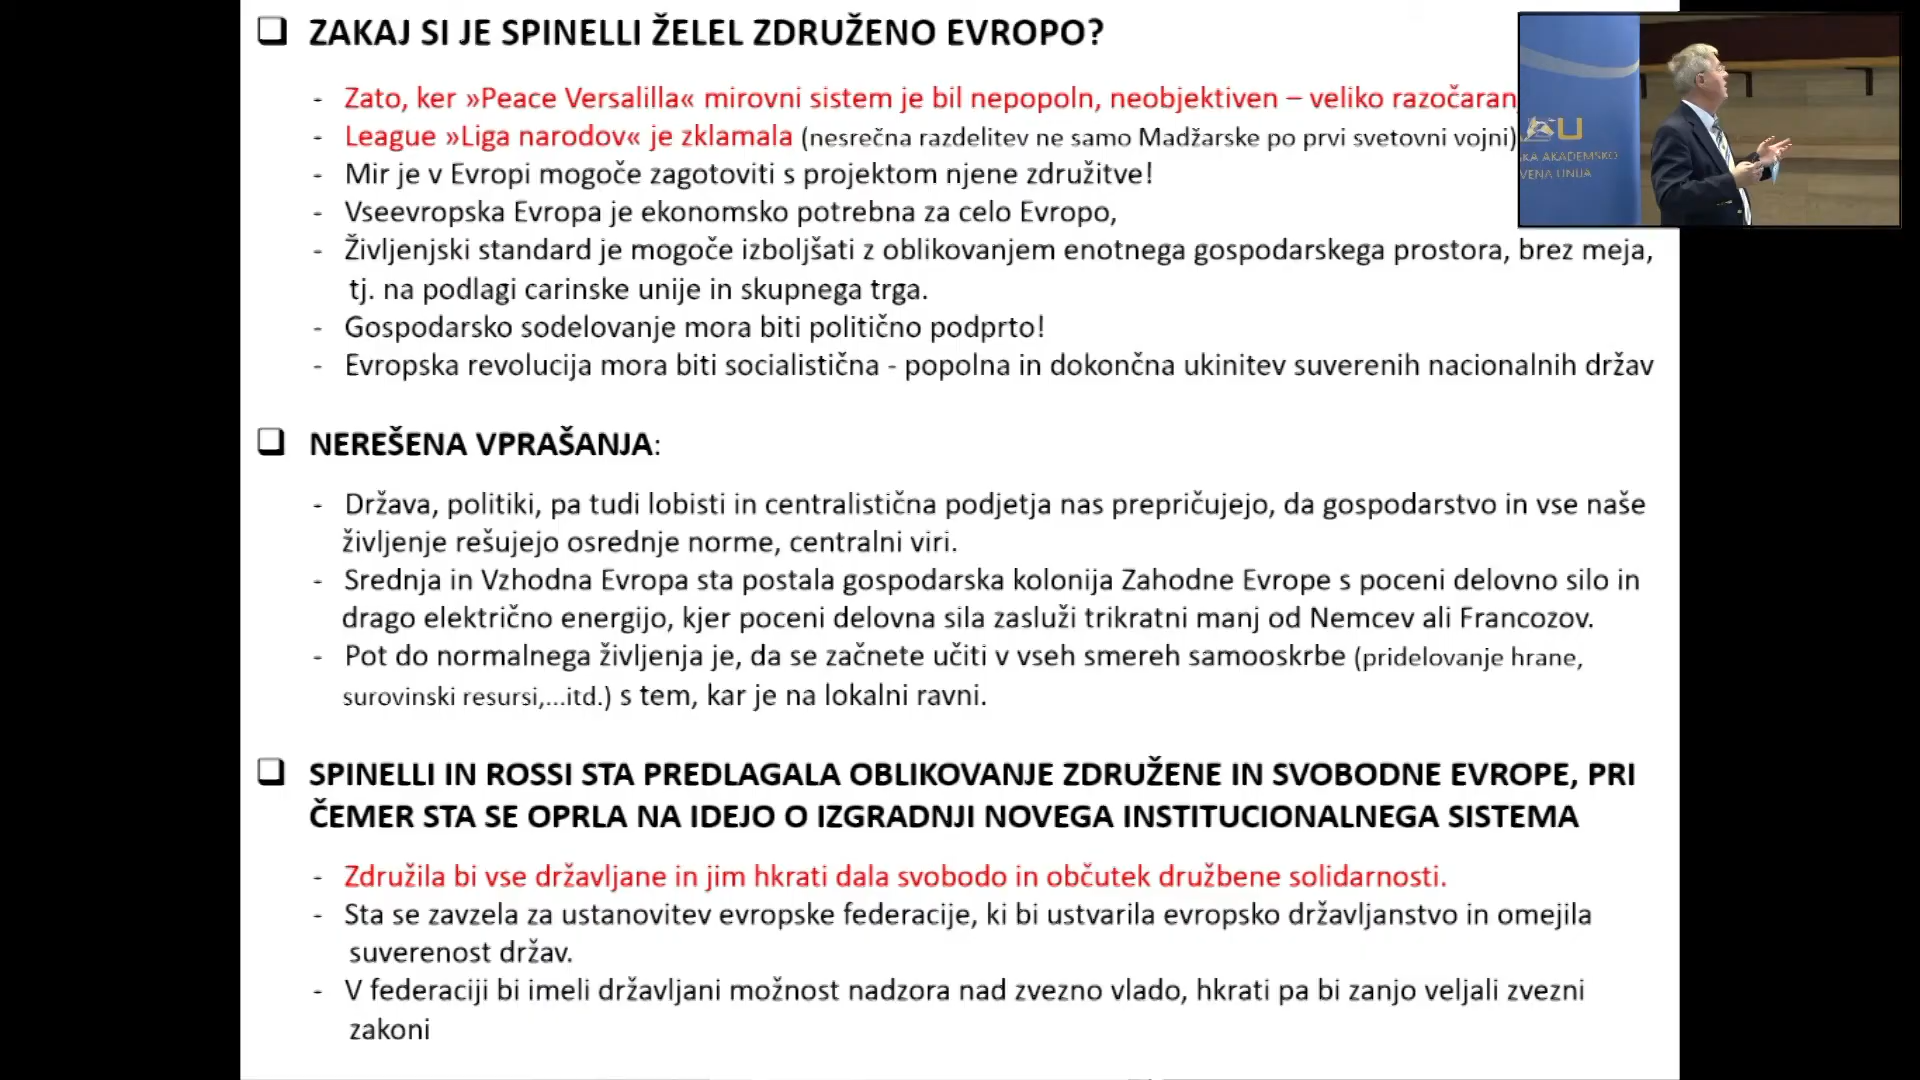 ❑ ZAKAJ SI JE SPINELLI ŽELEL ZDRUŽENO EVROPO?
- Zato, ker »Peace Versalilla« mirovni sistem je bil nepopoln, neobjektiven – veliko razočaran
- League »Liga narodov« je zklamala (nesrečna razdelitev ne samo Madžarske po prvi svetovni vojni)
- Mir je v Evropi mogoče zagotoviti s projektom njene združitve!
- Vseevropska Evropa je ekonomsko potrebna za celo Evropo,
- Življenjski standard je mogoče izboljšati z oblikovanjem enotnega gospodarskega prostora, brez meja,
tj. na podlagi carinske unije in skupnega trga.
- Gospodarsko sodelovanje mora biti politično podprto!
- Evropska revolucija mora biti socialistična - popolna in dokončna ukinitev suverenih nacionalnih držav
❑ NEREŠENA VPRAŠANJA:
- Država, politiki, pa tudi lobisti in centralistična podjetja nas prepričujejo, da gospodarstvo in vse naše
življenje rešujejo osrednje norme, centralni viri.
- Srednja in Vzhodna Evropa sta postala gospodarska kolonija Zahodne Evrope s poceni delovno silo in
drago električno energijo, kjer poceni delovna sila zasluži trikratni manj od Nemcev ali Francozov.
- Pot do normalnega življenja je, da se začnete učiti v vseh smereh samooskrbe (pridelovanje hrane,
surovinski resursi,...itd.) s tem, kar je na lokalni ravni.
❑ SPINELLI IN ROSSI STA PREDLAGALA OBLIKOVANJE ZDRUŽENE IN SVOBODNE EVROPE, PRI
ČEMER STA SE OPRLA NA IDEJO O IZGRADNJI NOVEGA INSTITUCIONALNEGA SISTEMA
- Združila bi vse državljane in jim hkrati dala svobodo in občutek družbene solidarnosti.
- Sta se zavzela za ustanovitev evropske federacije, ki bi ustvarila evropsko državljanstvo in omejila
suverenost držav.
- V federaciji bi imeli državljani možnost nadzora nad zvezno vlado, hkrati pa bi zanjo veljali zvezni
zakoni
SKA AKADEMSKO
VENA UNIJA